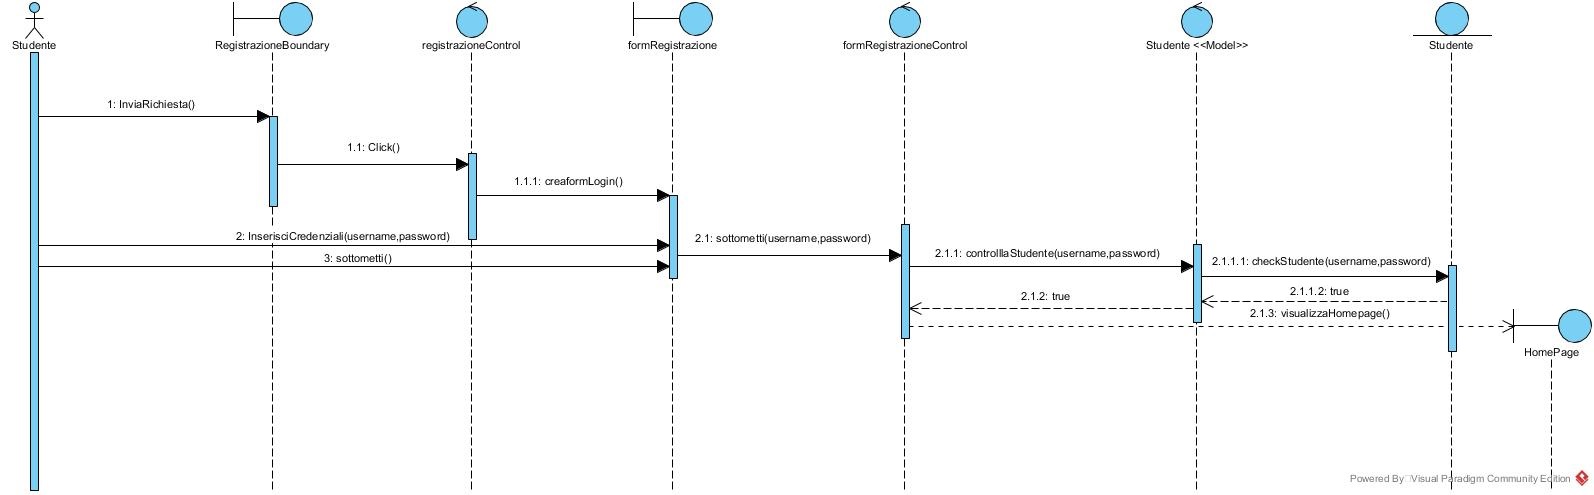 Studente
RegistrazioneBoundary
registrazioneControl
formRegistrazione
formRegistrazioneControl
Studente <<Model>>
Studente
1: InviaRichiesta()
1.1: Click()
1.1.1: creaformLogin()
2: InserisciCredenziali(username,password)
2.1: sottometti(username,password)
3: sottometti()
2.1.1: controlllaStudente(username,password)
2.1.1.1: checkStudente(username,password)
2.1.1.2: true
2.1.2: true
2.1.3: visualizzaHomepage()
HomePage
Powered By Visual Paradigm Community Edition